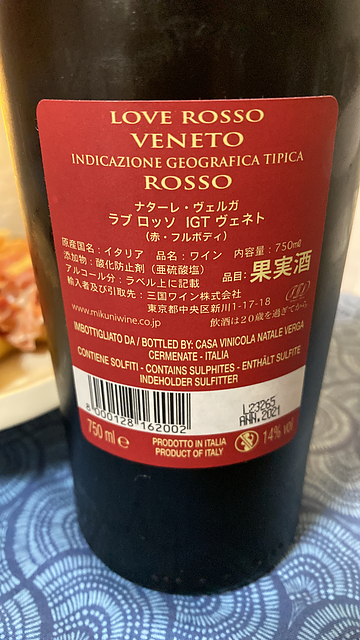 LOVE ROSSO
VENETO
INDICAZIONE GEOGRAFICA TIPICA
ROSSO
ナターレ・ヴェルガ
ラブ ロッソ IGT ヴェネト
(赤・フルボディ)
原産国名:イタリア 品名:ワイン 内容量:750mℓ
添加物:酸化防止剤(亜硫酸塩)
アルコール分:ラベル上に記載 品目:果実酒
輸入者及び引取先:三国ワイン株式会社
東京都中央区新川1-17-18
www.mikuniwine.co.jp 飲酒は20歳を過ぎてから。
IMBOTTIGLIATO DA / BOTTLED BY: CASA VINICOLA NATALE VERGA
CERMENATE - ITALIA
CONTIENE SOLFITI - CONTAINS SULPHITES - ENTHÄLT SULFITE
INDEHOLDER SULFITTER
8 000128 162002
L23265
ANN.2021
750 ml e
PRODOTTO IN ITALIA
PRODUCT OF ITALY
14% vol